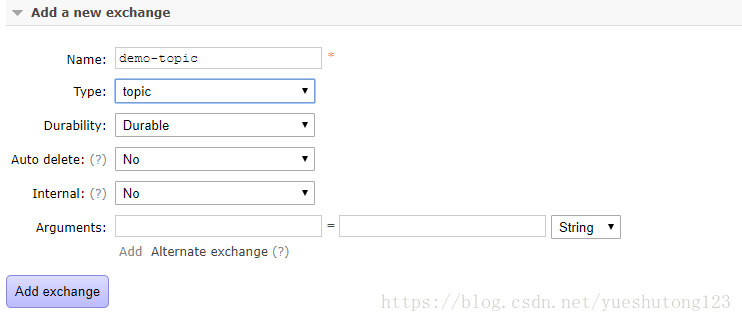 Add a new exchange
Name: demo-topic *
Type: topic
Durability: Durable
Auto delete: (?) No
Internal: (?) No
Arguments: = String
Add Alternate exchange (?)
Add exchange
https://blog.csdn.net/yueshutong123